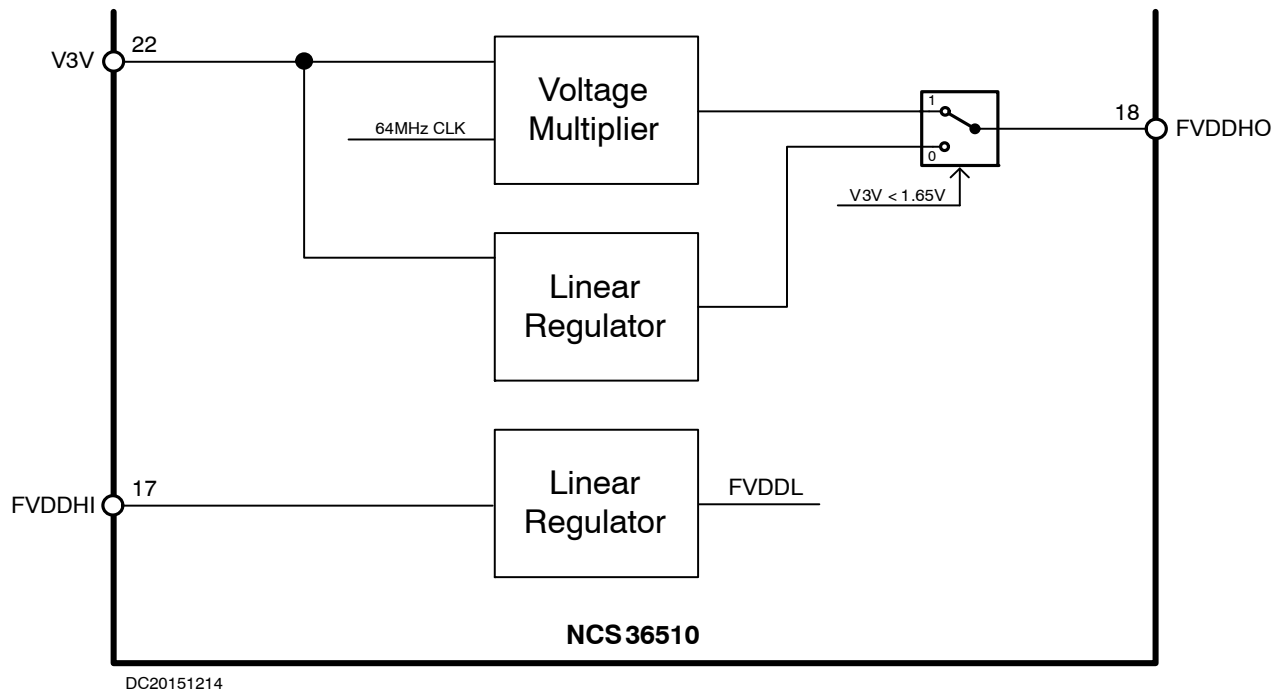 V3V
22
Voltage
Multiplier
64MHz CLK
1
0
18
FVDDHO
V3V < 1.65V
Linear
Regulator
FVDDHI
17
Linear
Regulator
FVDDL
NCS36510
DC20151214